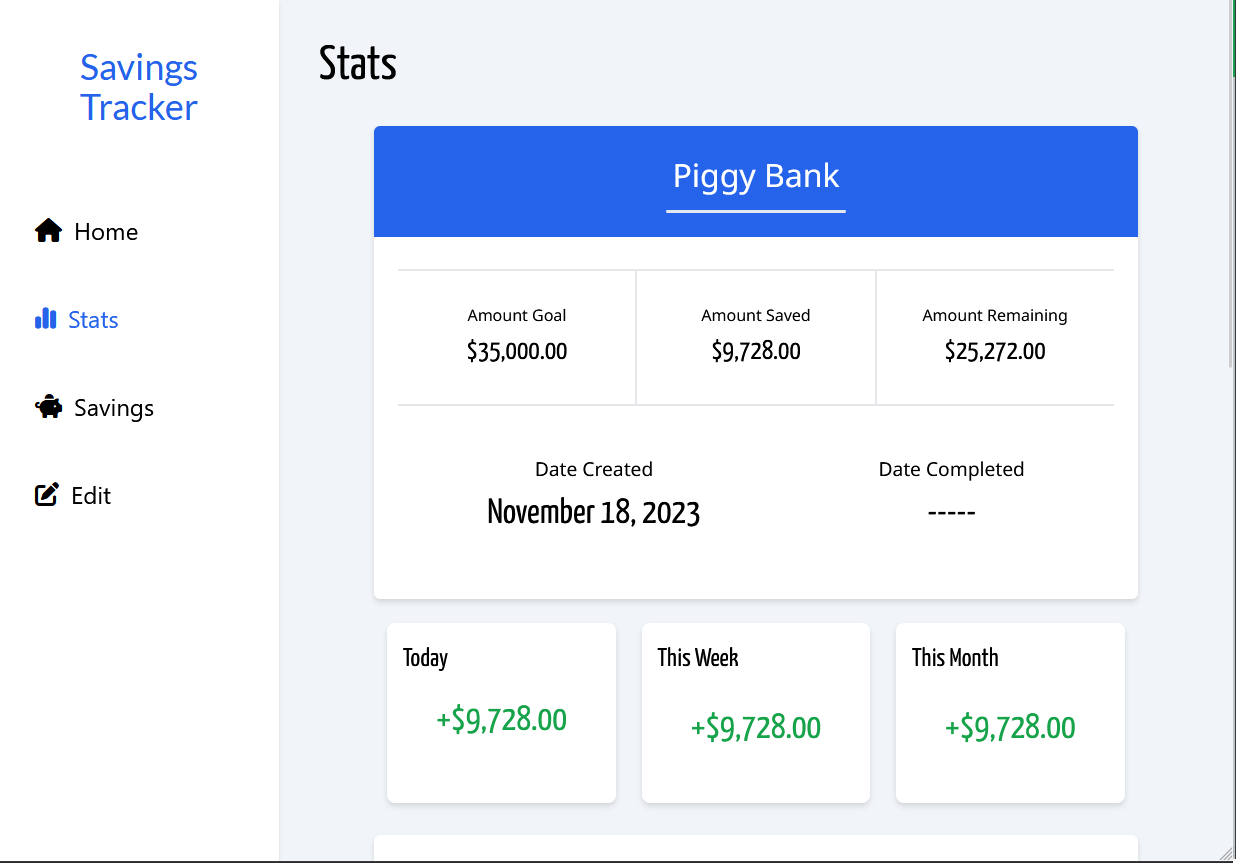 Savings
Tracker
Home
Stats
Savings
Edit
Stats
Piggy Bank
Amount Goal
$35,000.00
Amount Saved
$9,728.00
Amount Remaining
$25,272.00
Date Created
November 18, 2023
Date Completed
-----
Today
+$9,728.00
This Week
+$9,728.00
This Month
+$9,728.00